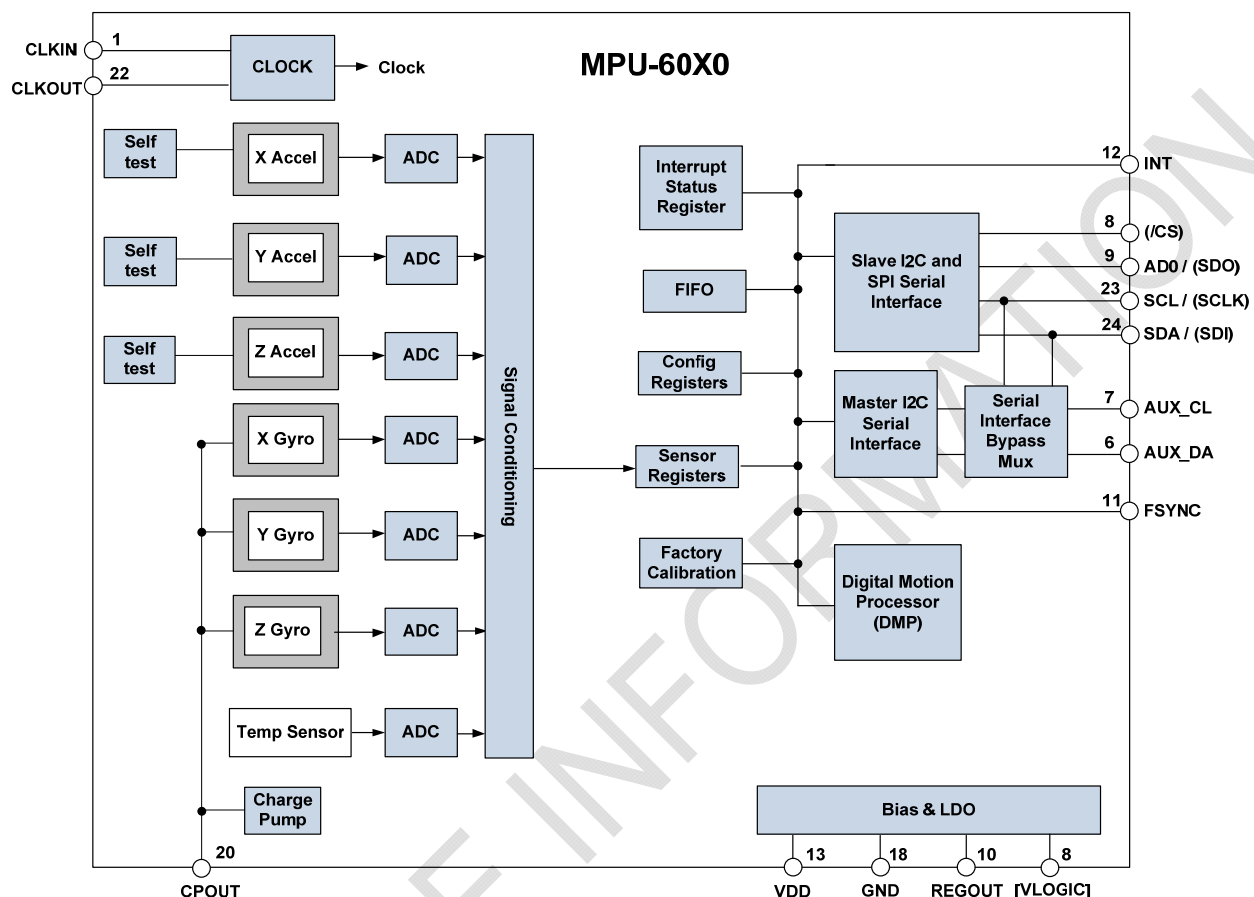 MPU-60X0
CLKIN
1
CLKOUT
22
CLOCK
Clock
Self
test
X Accel
ADC
Self
test
Y Accel
ADC
Self
test
Z Accel
ADC
X Gyro
ADC
Y Gyro
ADC
Z Gyro
ADC
Temp Sensor
ADC
Signal Conditioning
Charge
Pump
20
CPOUT
Interrupt
Status
Register
FIFO
Config
Registers
Sensor
Registers
Factory
Calibration
Slave I2C and
SPI Serial
Interface
Master I2C
Serial
Interface
Serial
Interface
Bypass
Mux
Digital Motion
Processor
(DMP)
12
INT
8
(/CS)
9
AD0 / (SDO)
23
SCL / (SCLK)
24
SDA / (SDI)
7
AUX_CL
6
AUX_DA
11
FSYNC
Bias & LDO
13
18
10
8
VDD
GND
REGOUT
[VLOGIC]
INFORMATION